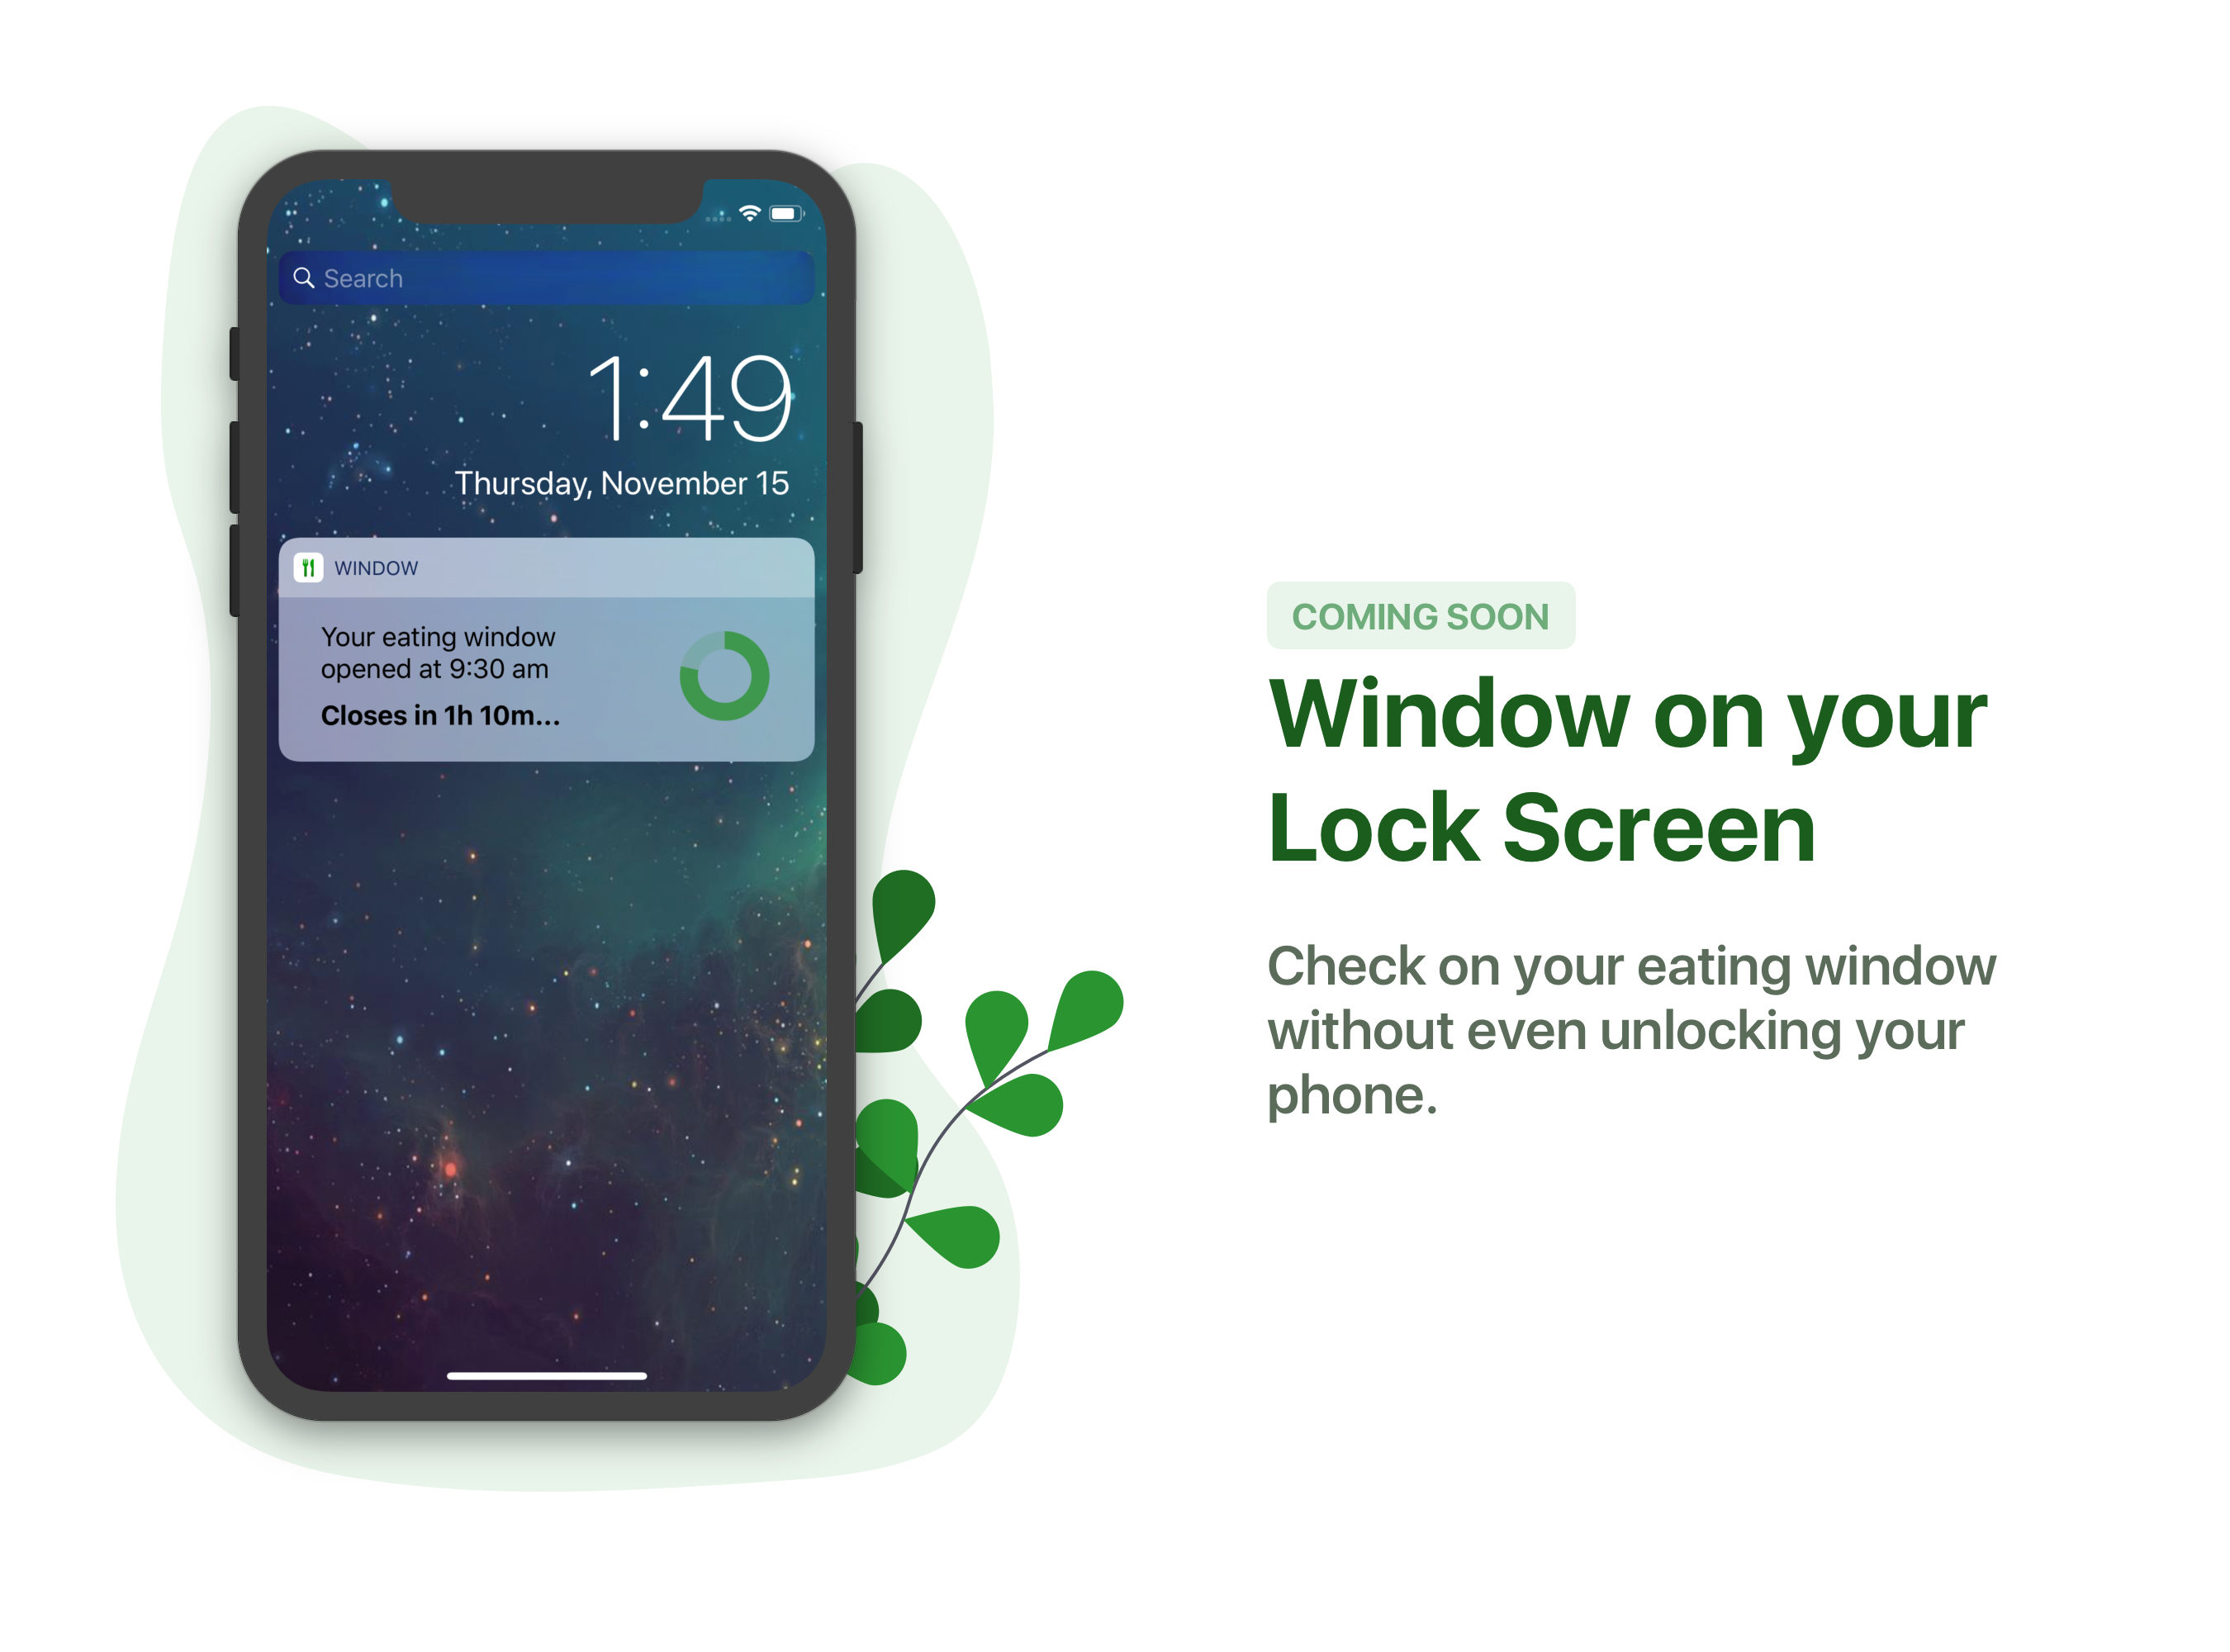 Search
1:49
Thursday, November 15
WINDOW
Your eating window
opened at 9:30 am
Closes in 1h 10m...
COMING SOON
Window on your
Lock Screen
Check on your eating window
without even unlocking your
phone.